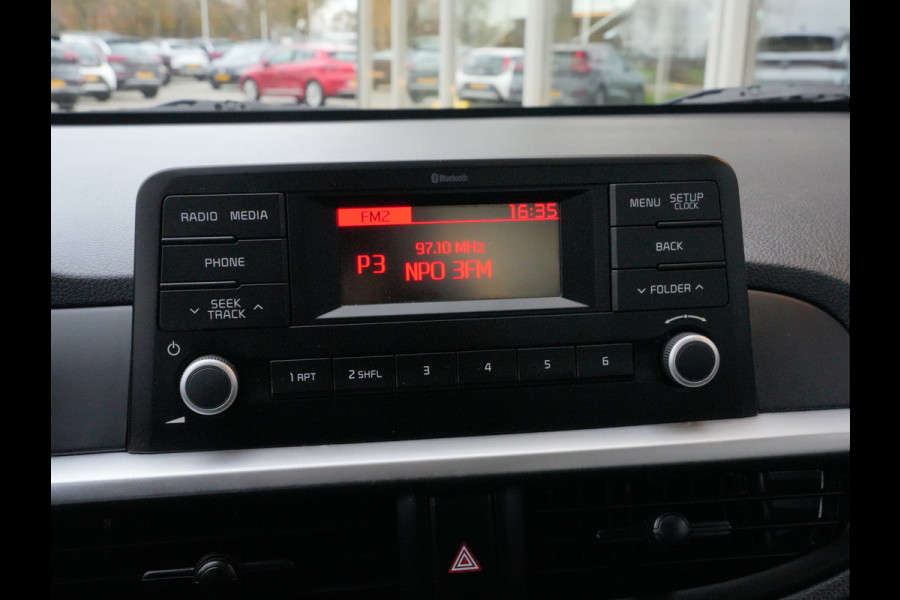 Bluetooth
RADIO MEDIA
PHONE
SEEK
TRACK
FM2 16:35
97.10 MHz
P3 NPO 3FM
MENU SETUP
CLOCK
BACK
FOLDER
1 RPT 2 SHFL 3 4 5 6